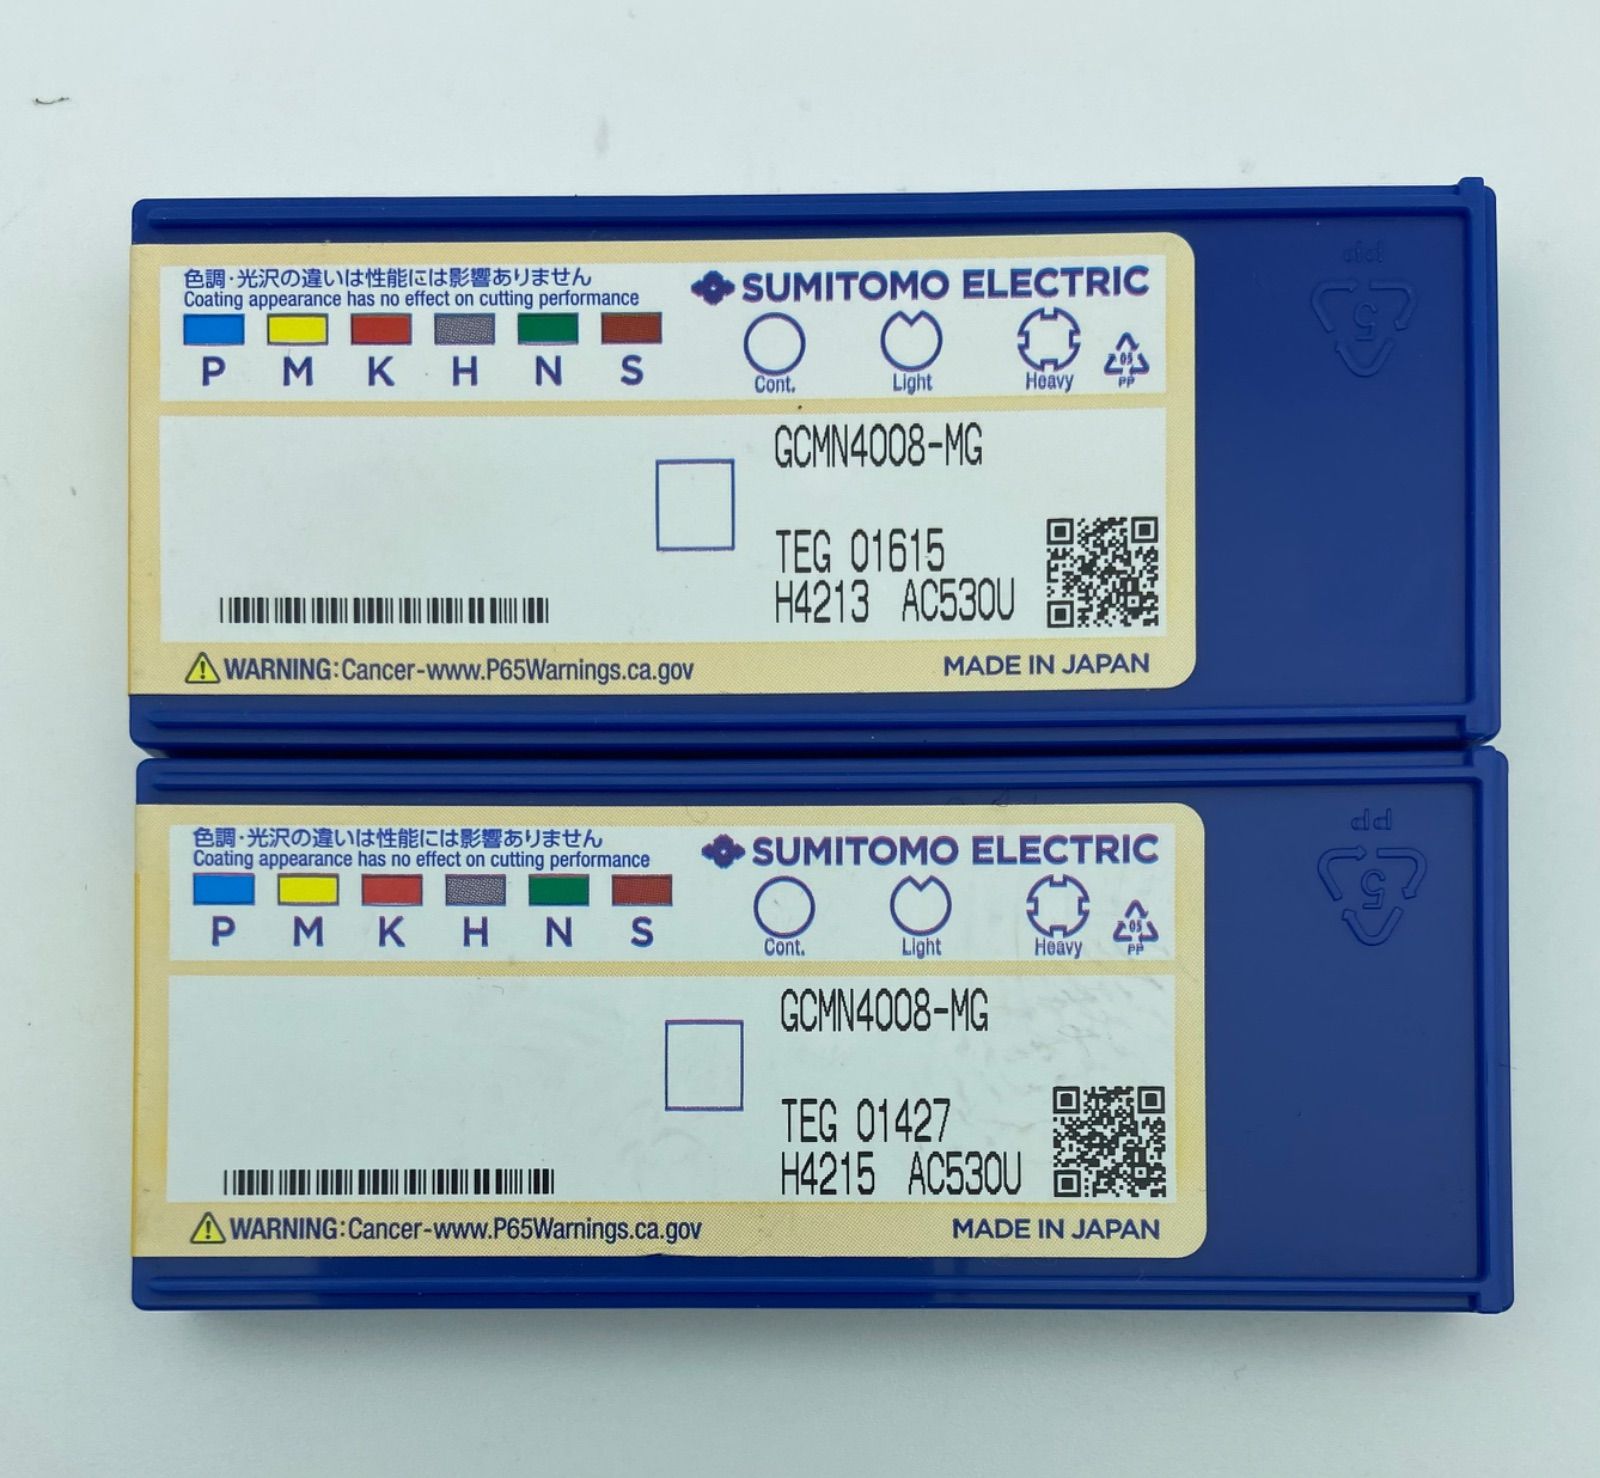 色調・光沢の違いは性能には影響ありません
Coating appearance has no effect on cutting performance
P M K H N S
SUMITOMO ELECTRIC
Cont. Light Heavy
05
PP
GCMN4008-MG
TEG 01615
H4213 AC530U
WARNING:Cancer-www.P65Warnings.ca.gov
MADE IN JAPAN
PP
5
色調・光沢の違いは性能には影響ありません
Coating appearance has no effect on cutting performance
P M K H N S
SUMITOMO ELECTRIC
Cont. Light Heavy
05
PP
GCMN4008-MG
TEG 01427
H4215 AC530U
WARNING:Cancer-www.P65Warnings.ca.gov
MADE IN JAPAN
PP
5